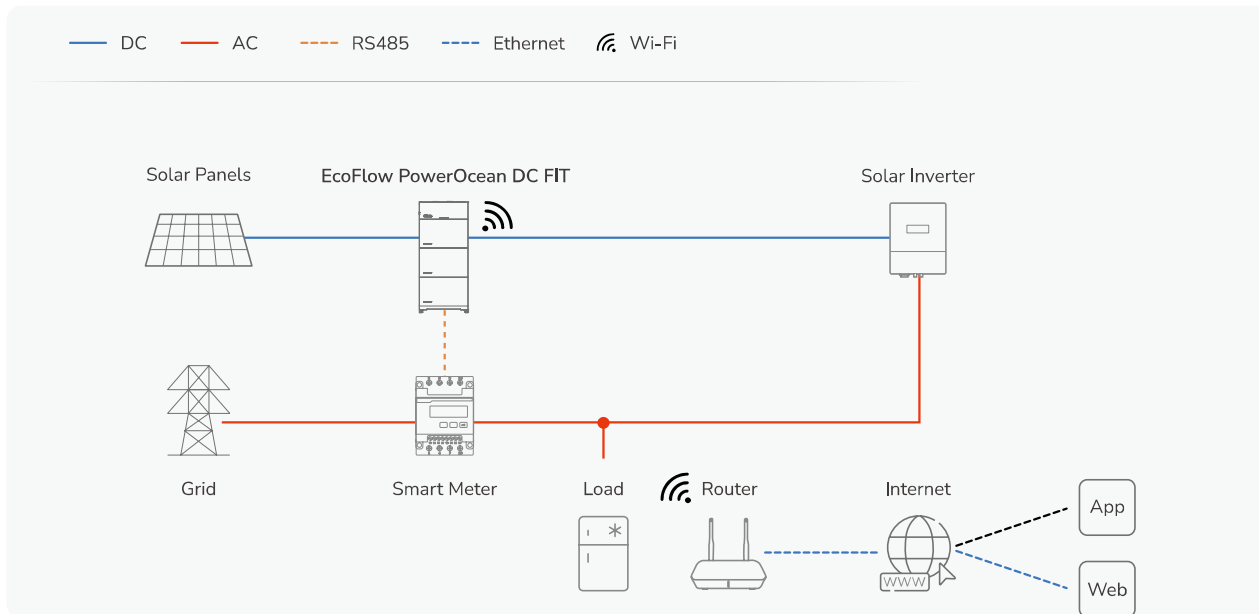 DC
AC
RS485
Ethernet
Wi-Fi
Solar Panels
EcoFlow PowerOcean DC FIT
Solar Inverter
Grid
Smart Meter
Load
Router
Internet
App
WWW
Web